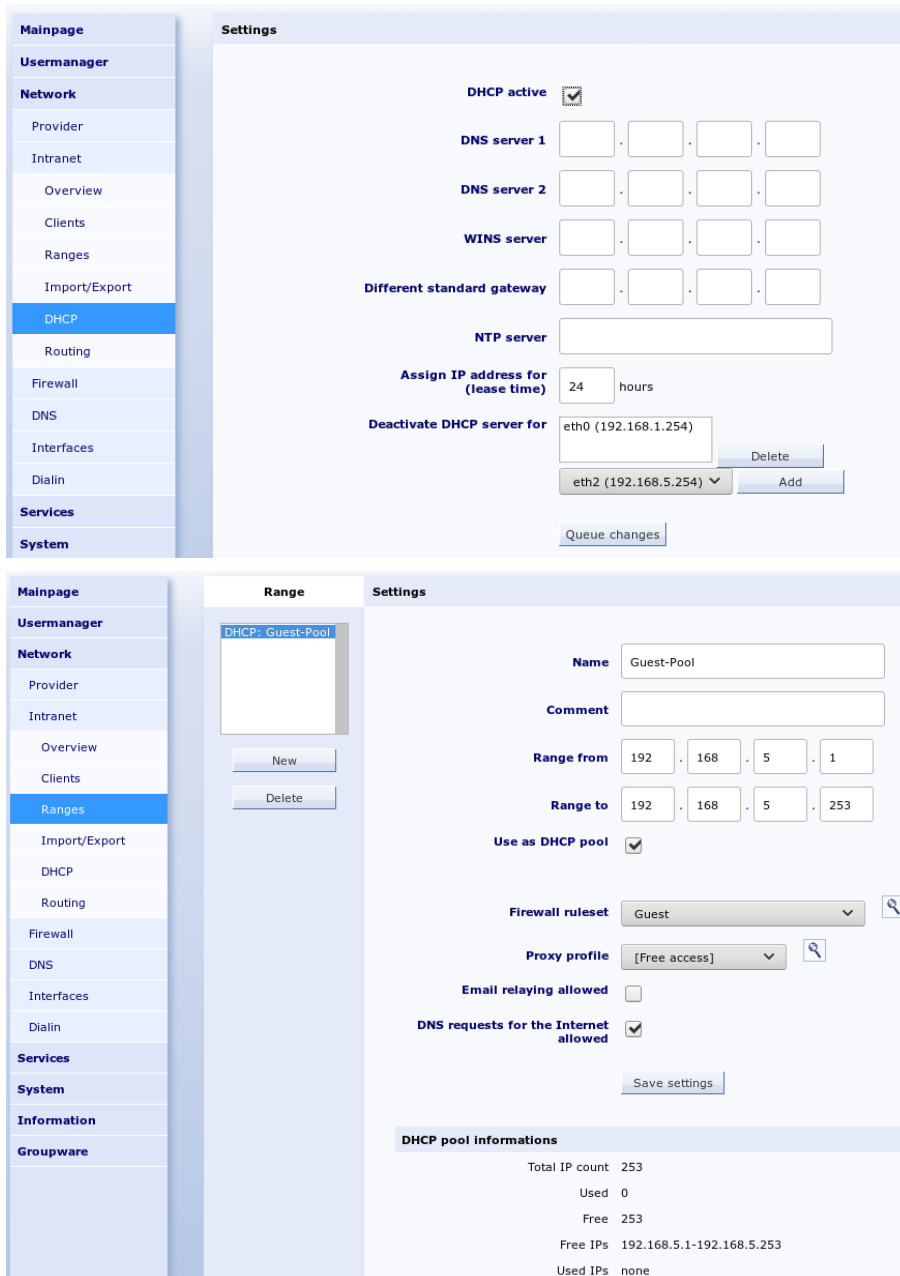 Mainpage
Usermanager
Network
Provider
Intranet
Overview
Clients
Ranges
Import/Export
DHCP
Routing
Firewall
DNS
Interfaces
Dialin
Services
System
Settings
DHCP active
DNS server 1 . . .
DNS server 2 . . .
WINS server . . .
Different standard gateway . . .
NTP server
Assign IP address for
(lease time) 24 hours
Deactivate DHCP server for eth0 (192.168.1.254)
Delete
eth2 (192.168.5.254) Add
Queue changes
Mainpage
Usermanager
Network
Provider
Intranet
Overview
Clients
Ranges
Import/Export
DHCP
Routing
Firewall
DNS
Interfaces
Dialin
Services
System
Information
Groupware
Range
DHCP: Guest-Pool
New
Delete
Settings
Name Guest-Pool
Comment
Range from 192 . 168 . 5 . 1
Range to 192 . 168 . 5 . 253
Use as DHCP pool
Firewall ruleset Guest
Proxy profile [Free access]
Email relaying allowed
DNS requests for the Internet
allowed
Save settings
DHCP pool informations
Total IP count 253
Used 0
Free 253
Free IPs 192.168.5.1-192.168.5.253
Used IPs none